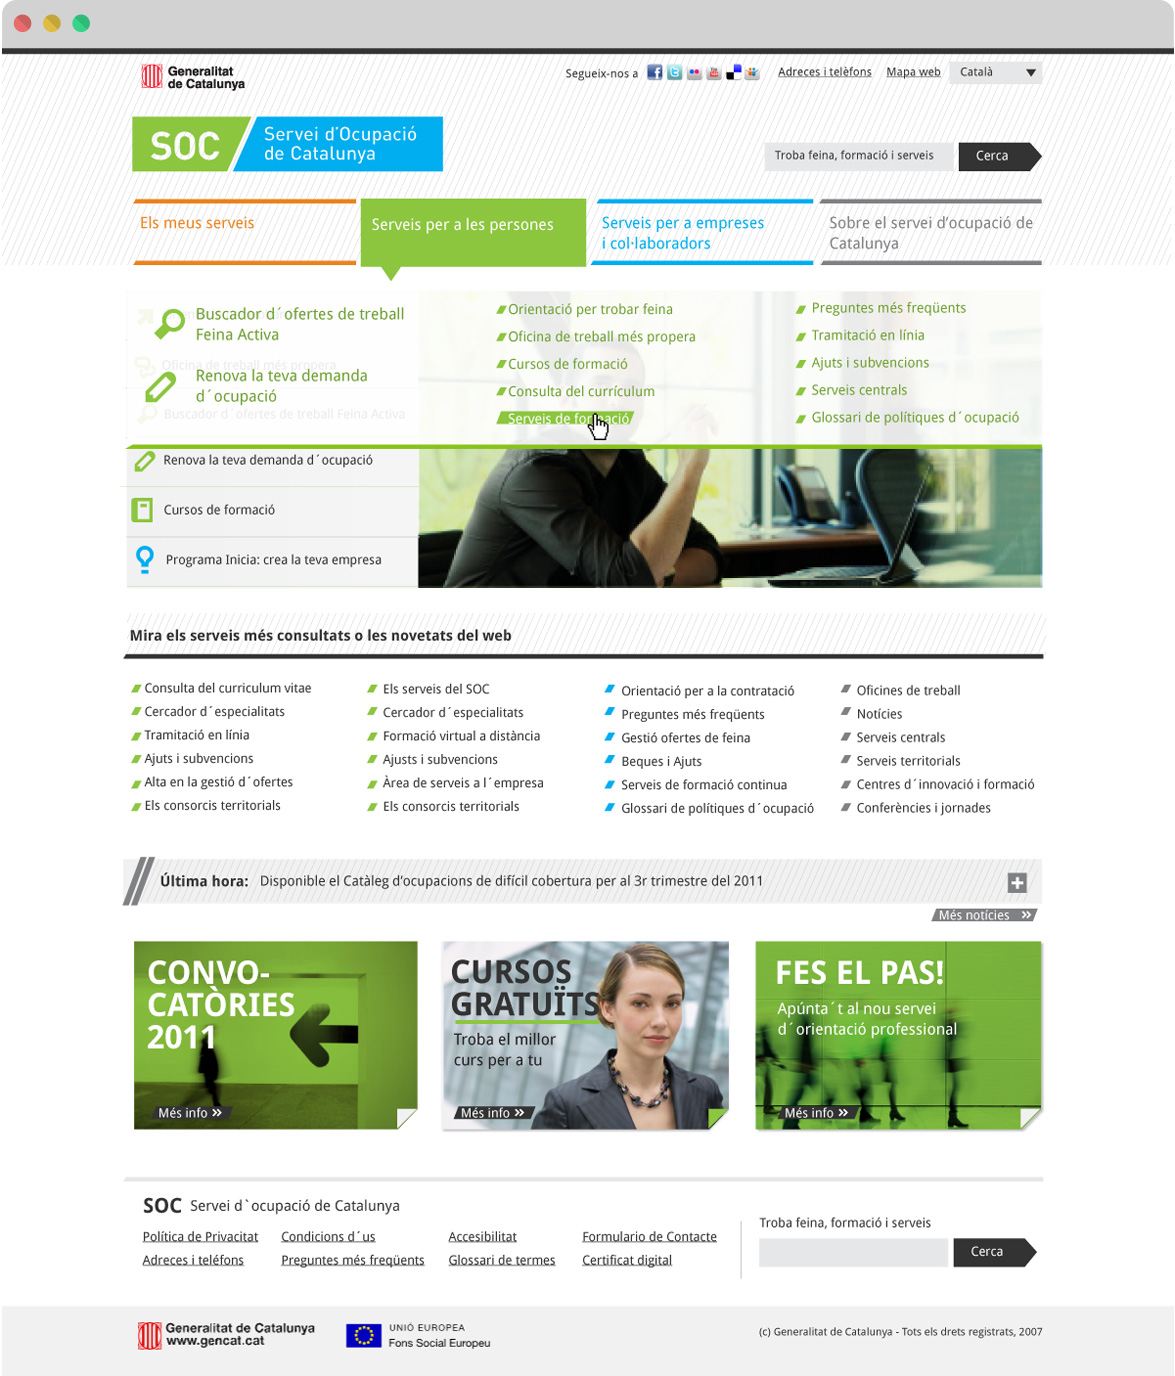 Generalitat
de Catalunya
Segueix-nos a
Adreces i telèfons
Mapa web
Català
SOC
Servei d'Ocupació
de Catalunya
Troba feina, formació i serveis
Cerca
Els meus serveis
Serveis per a les persones
Serveis per a empreses
i col·laboradors
Sobre el servei d'ocupació de
Catalunya
Buscador d´ofertes de treball
Feina Activa
Oficina de treball més propera
Renova la teva demanda
d´ocupació
Buscador d´ofertes de treball Feina Activa
Orientació per trobar feina
Oficina de treball més propera
Cursos de formació
Consulta del currículum
Serveis de formació
Preguntes més freqüents
Tramitació en línia
Ajuts i subvencions
Serveis centrals
Glossari de polítiques d´ocupació
Renova la teva demanda d´ocupació
Cursos de formació
Programa Inicia: crea la teva empresa
Mira els serveis més consultats o les novetats del web
Consulta del curriculum vitae
Cercador d´especialitats
Tramitació en línia
Ajuts i subvencions
Alta en la gestió d´ofertes
Els consorcis territorials
Els serveis del SOC
Cercador d´especialitats
Formació virtual a distància
Ajusts i subvencions
Àrea de serveis a l´empresa
Els consorcis territorials
Orientació per a la contratació
Preguntes més freqüents
Gestió ofertes de feina
Beques i Ajuts
Serveis de formació continua
Glossari de polítiques d´ocupació
Oficines de treball
Notícies
Serveis centrals
Serveis territorials
Centres d´innovació i formació
Conferències i jornades
Última hora: Disponible el Catàleg d'ocupacions de difícil cobertura per al 3r trimestre del 2011
Més notícies »
CONVO-
CATÒRIES
2011
Més info »
CURSOS
GRATUÏTS
Troba el millor
curs per a tu
Més info »
FES EL PAS!
Apúnta´t al nou servei
d´orientació professional
Més info »
SOC Servei d`ocupació de Catalunya
Política de Privacitat
Condicions d´us
Accesibilitat
Formulario de Contacte
Adreces i teléfons
Preguntes més freqüents
Glossari de termes
Certificat digital
Troba feina, formació i serveis
Cerca
Generalitat de Catalunya
www.gencat.cat
UNIÓ EUROPEA
Fons Social Europeu
(c) Generalitat de Catalunya - Tots els drets registrats, 2007